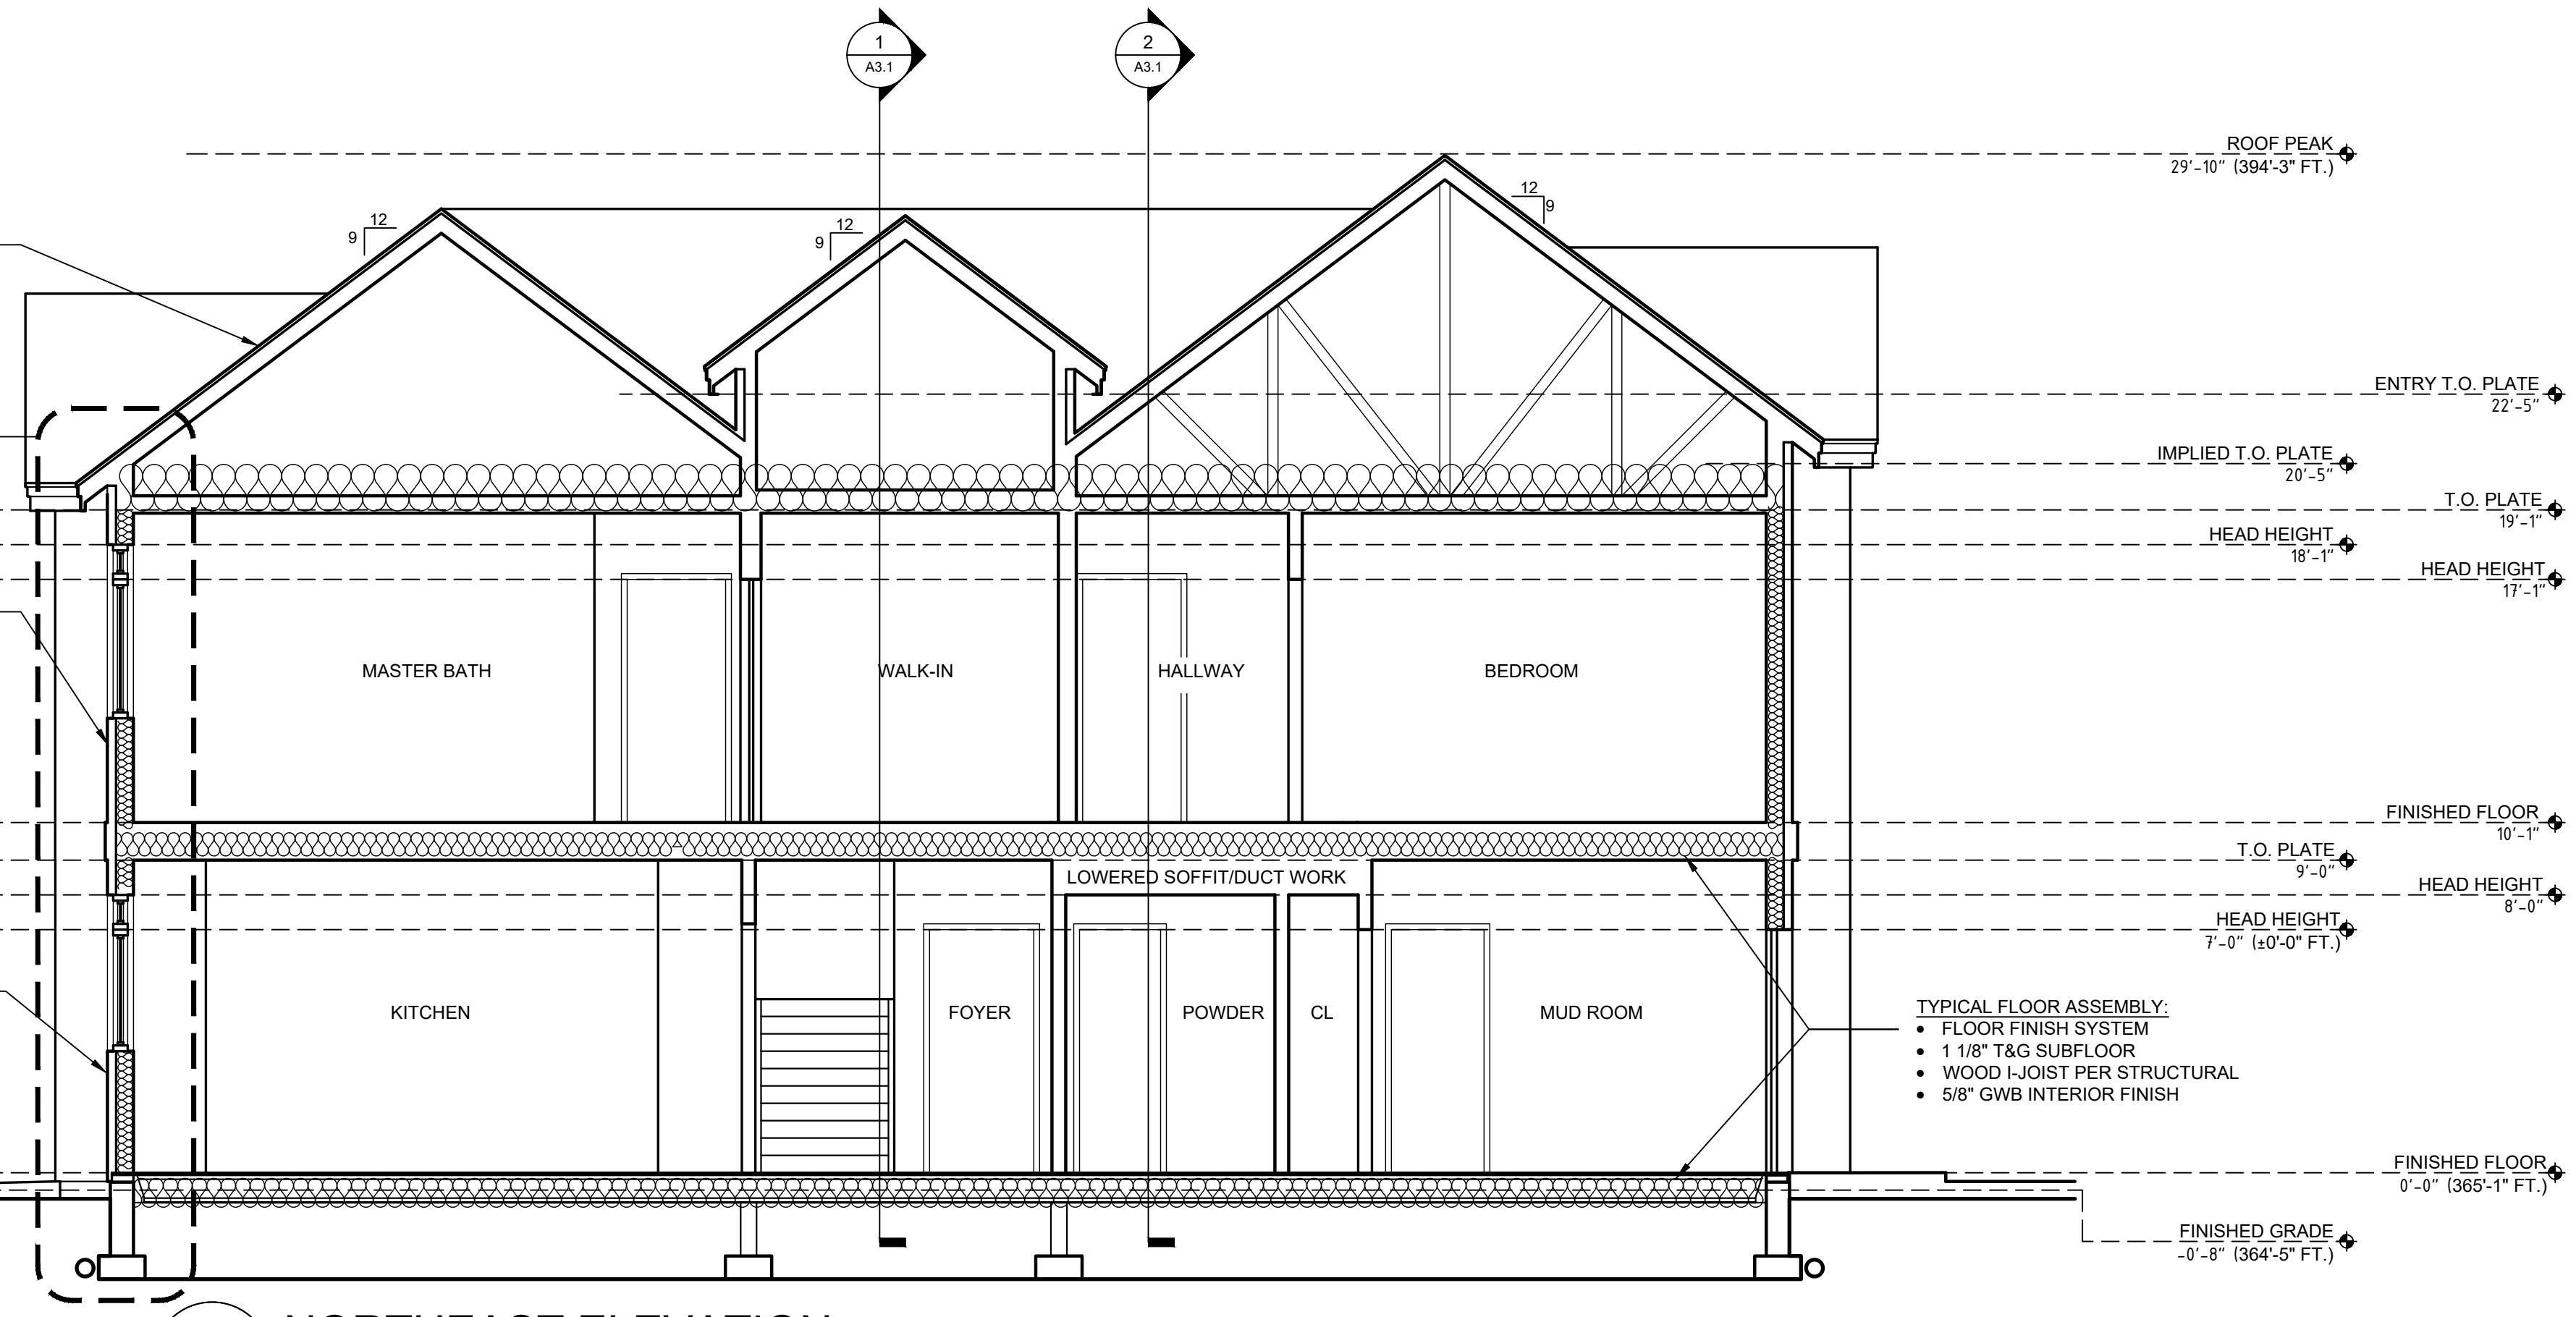 1
A3.1
2
A3.1
ROOF PEAK
29'-10" (394'-3" FT.)
12
9
12
9
12
9
ENTRY T.O. PLATE
22'-5"
IMPLIED T.O. PLATE
20'-5"
T.O. PLATE
19'-1"
HEAD HEIGHT
18'-1"
HEAD HEIGHT
17'-1"
MASTER BATH
WALK-IN
HALLWAY
BEDROOM
FINISHED FLOOR
10'-1"
T.O. PLATE
9'-0"
LOWERED SOFFIT/DUCT WORK
HEAD HEIGHT
8'-0"
HEAD HEIGHT
7'-0" (±0'-0" FT.)
KITCHEN
FOYER
POWDER
CL
MUD ROOM
TYPICAL FLOOR ASSEMBLY:
• FLOOR FINISH SYSTEM
• 1 1/8" T&G SUBFLOOR
• WOOD I-JOIST PER STRUCTURAL
• 5/8" GWB INTERIOR FINISH
FINISHED FLOOR
0'-0" (365'-1" FT.)
FINISHED GRADE
-0'-8" (364'-5" FT.)
NORTHEAST ELEVATION